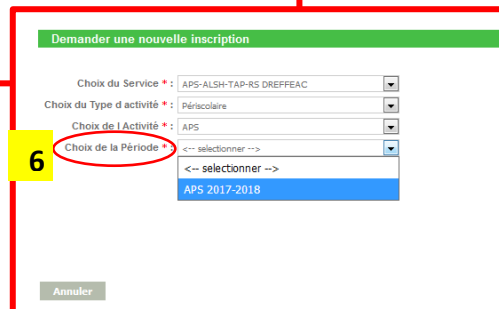 Demander une nouvelle inscription
Choix du Service * : APS-ALSH-TAP-RS DREFFEAC
Choix du Type d activité * : Périscolaire
Choix de l Activité * : APS
6 Choix de la Période * : <-- selectionner -->
<-- selectionner -->
APS 2017-2018
Annuler